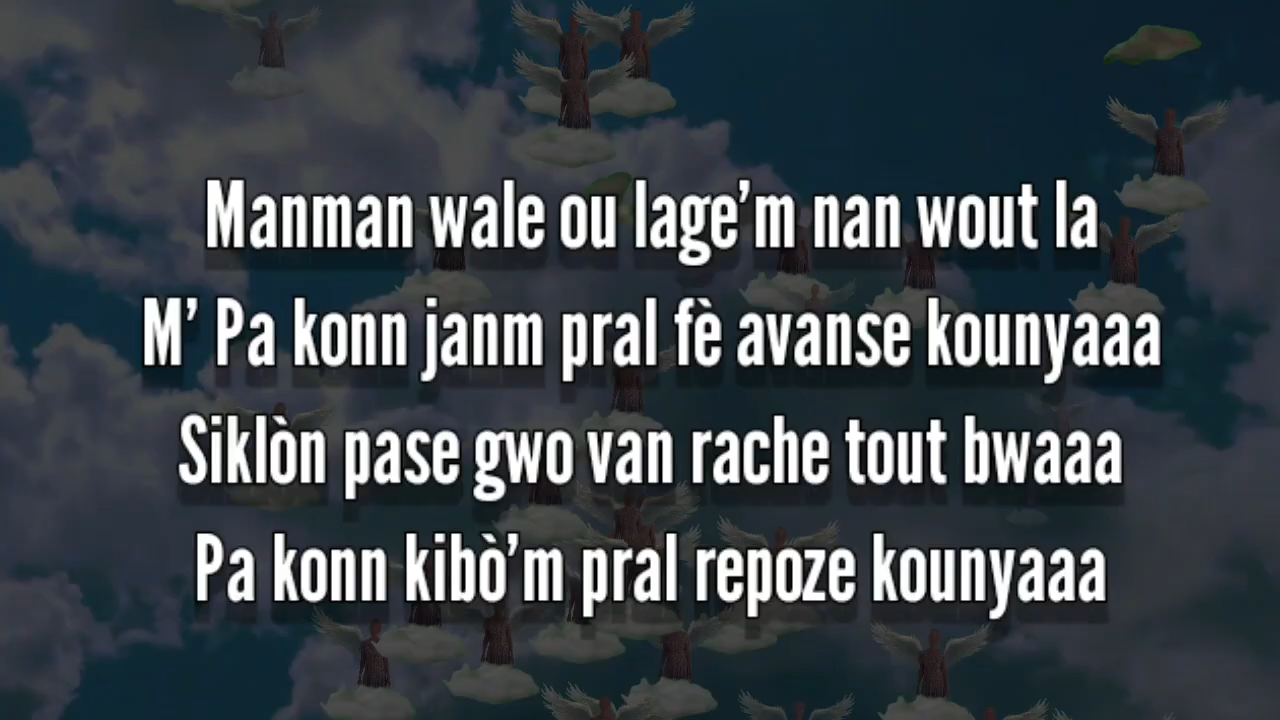 Manman wale ou lage’m nan wout la
M’ Pa konn janm pral fè avanse kounyaaa
Siklòn pase gwo van rache tout bwaaa
Pa konn kibò’m pral repoze kounyaaa